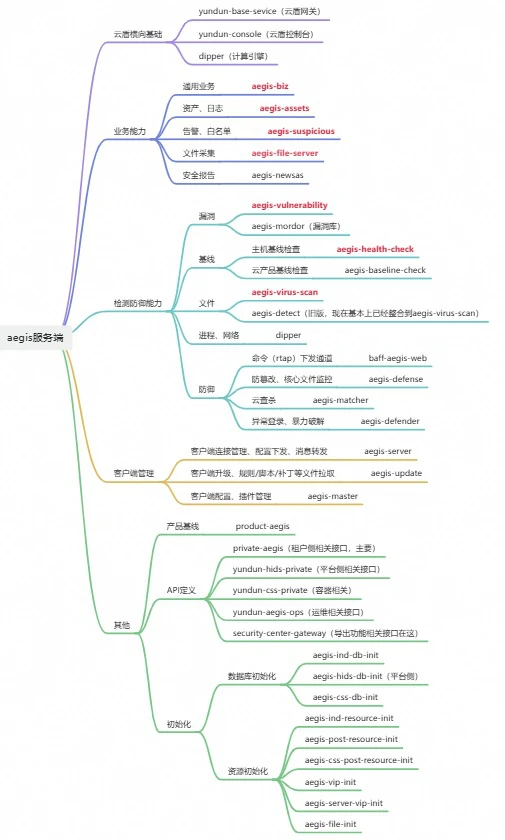 yundun-base-sevice（云盾网关）
云盾横向基础
yundun-console（云盾控制台）
dipper（计算引擎）
通用业务 aegis-biz
资产、日志 aegis-assets
业务能力
告警、白名单 aegis-suspicious
文件采集 aegis-file-server
安全报告 aegis-newsas
漏洞
aegis-vulnerability
aegis-mordor（漏洞库）
基线
主机基线检查 aegis-health-check
云产品基线检查 aegis-baseline-check
检测防御能力
文件
aegis-virus-scan
aegis-detect（旧版，现在基本上已经整合到aegis-virus-scan）
进程、网络 dipper
aegis服务端
防御
命令（rtap）下发通道 baff-aegis-web
防篡改、核心文件监控 aegis-defense
云查杀 aegis-matcher
异常登录、暴力破解 aegis-defender
客户端管理
客户端连接管理、配置下发、消息转发 aegis-server
客户端升级、规则/脚本/补丁等文件拉取 aegis-update
客户端配置、插件管理 aegis-master
产品基线 product-aegis
API定义
private-aegis（租户侧相关接口，主要）
yundun-hids-private（平台侧相关接口）
yundun-css-private（容器相关）
yundun-aegis-ops（运维相关接口）
security-center-gateway（导出功能相关接口在这）
其他
初始化
数据库初始化
aegis-ind-db-init
aegis-hids-db-init（平台侧）
aegis-css-db-init
资源初始化
aegis-ind-resource-init
aegis-post-resource-init
aegis-css-post-resource-init
aegis-vip-init
aegis-server-vip-init
aegis-file-init